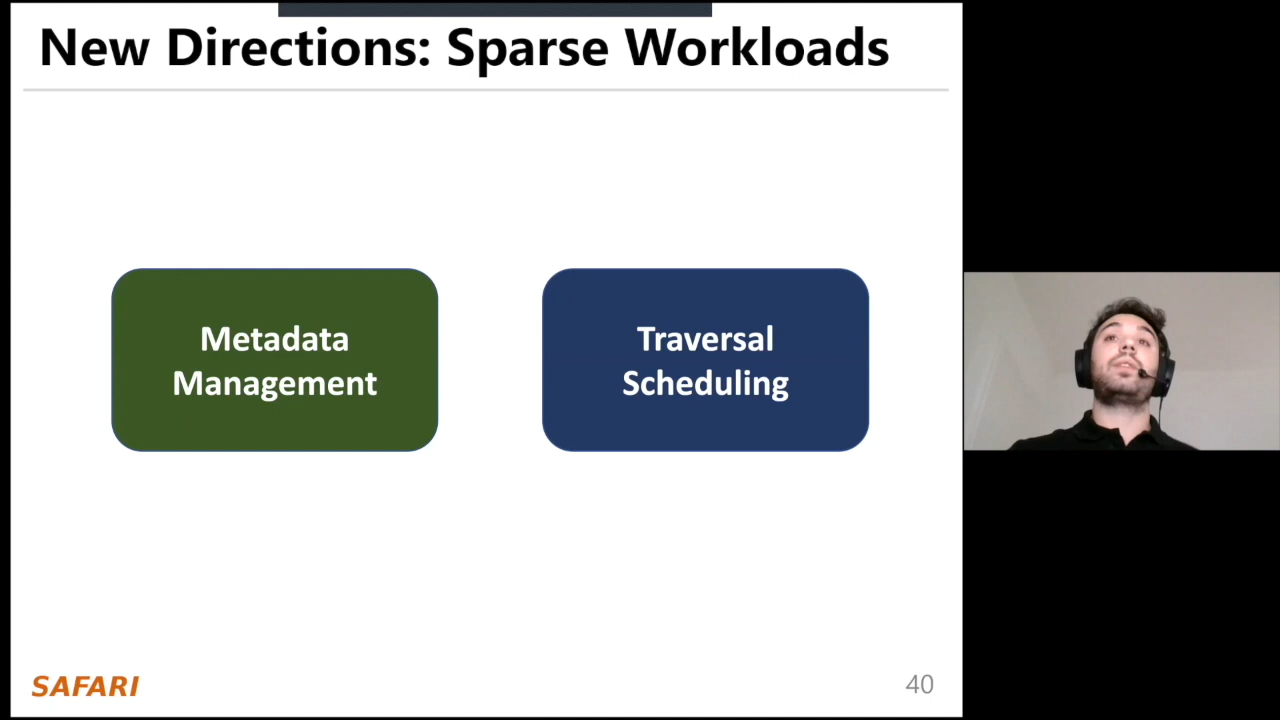 New Directions: Sparse Workloads
Metadata
Management
Traversal
Scheduling
SAFARI
40